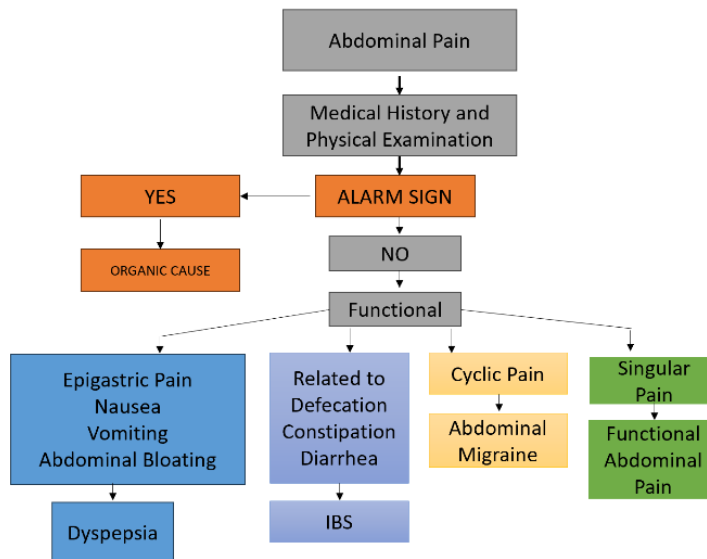 Abdominal Pain
Medical History and
Physical Examination
YES
ALARM SIGN
ORGANIC CAUSE
NO
Functional
Epigastric Pain
Nausea
Vomiting
Abdominal Bloating
Dyspepsia
Related to
Defecation
Constipation
Diarrhea
IBS
Cyclic Pain
Abdominal
Migraine
Singular
Pain
Functional
Abdominal
Pain